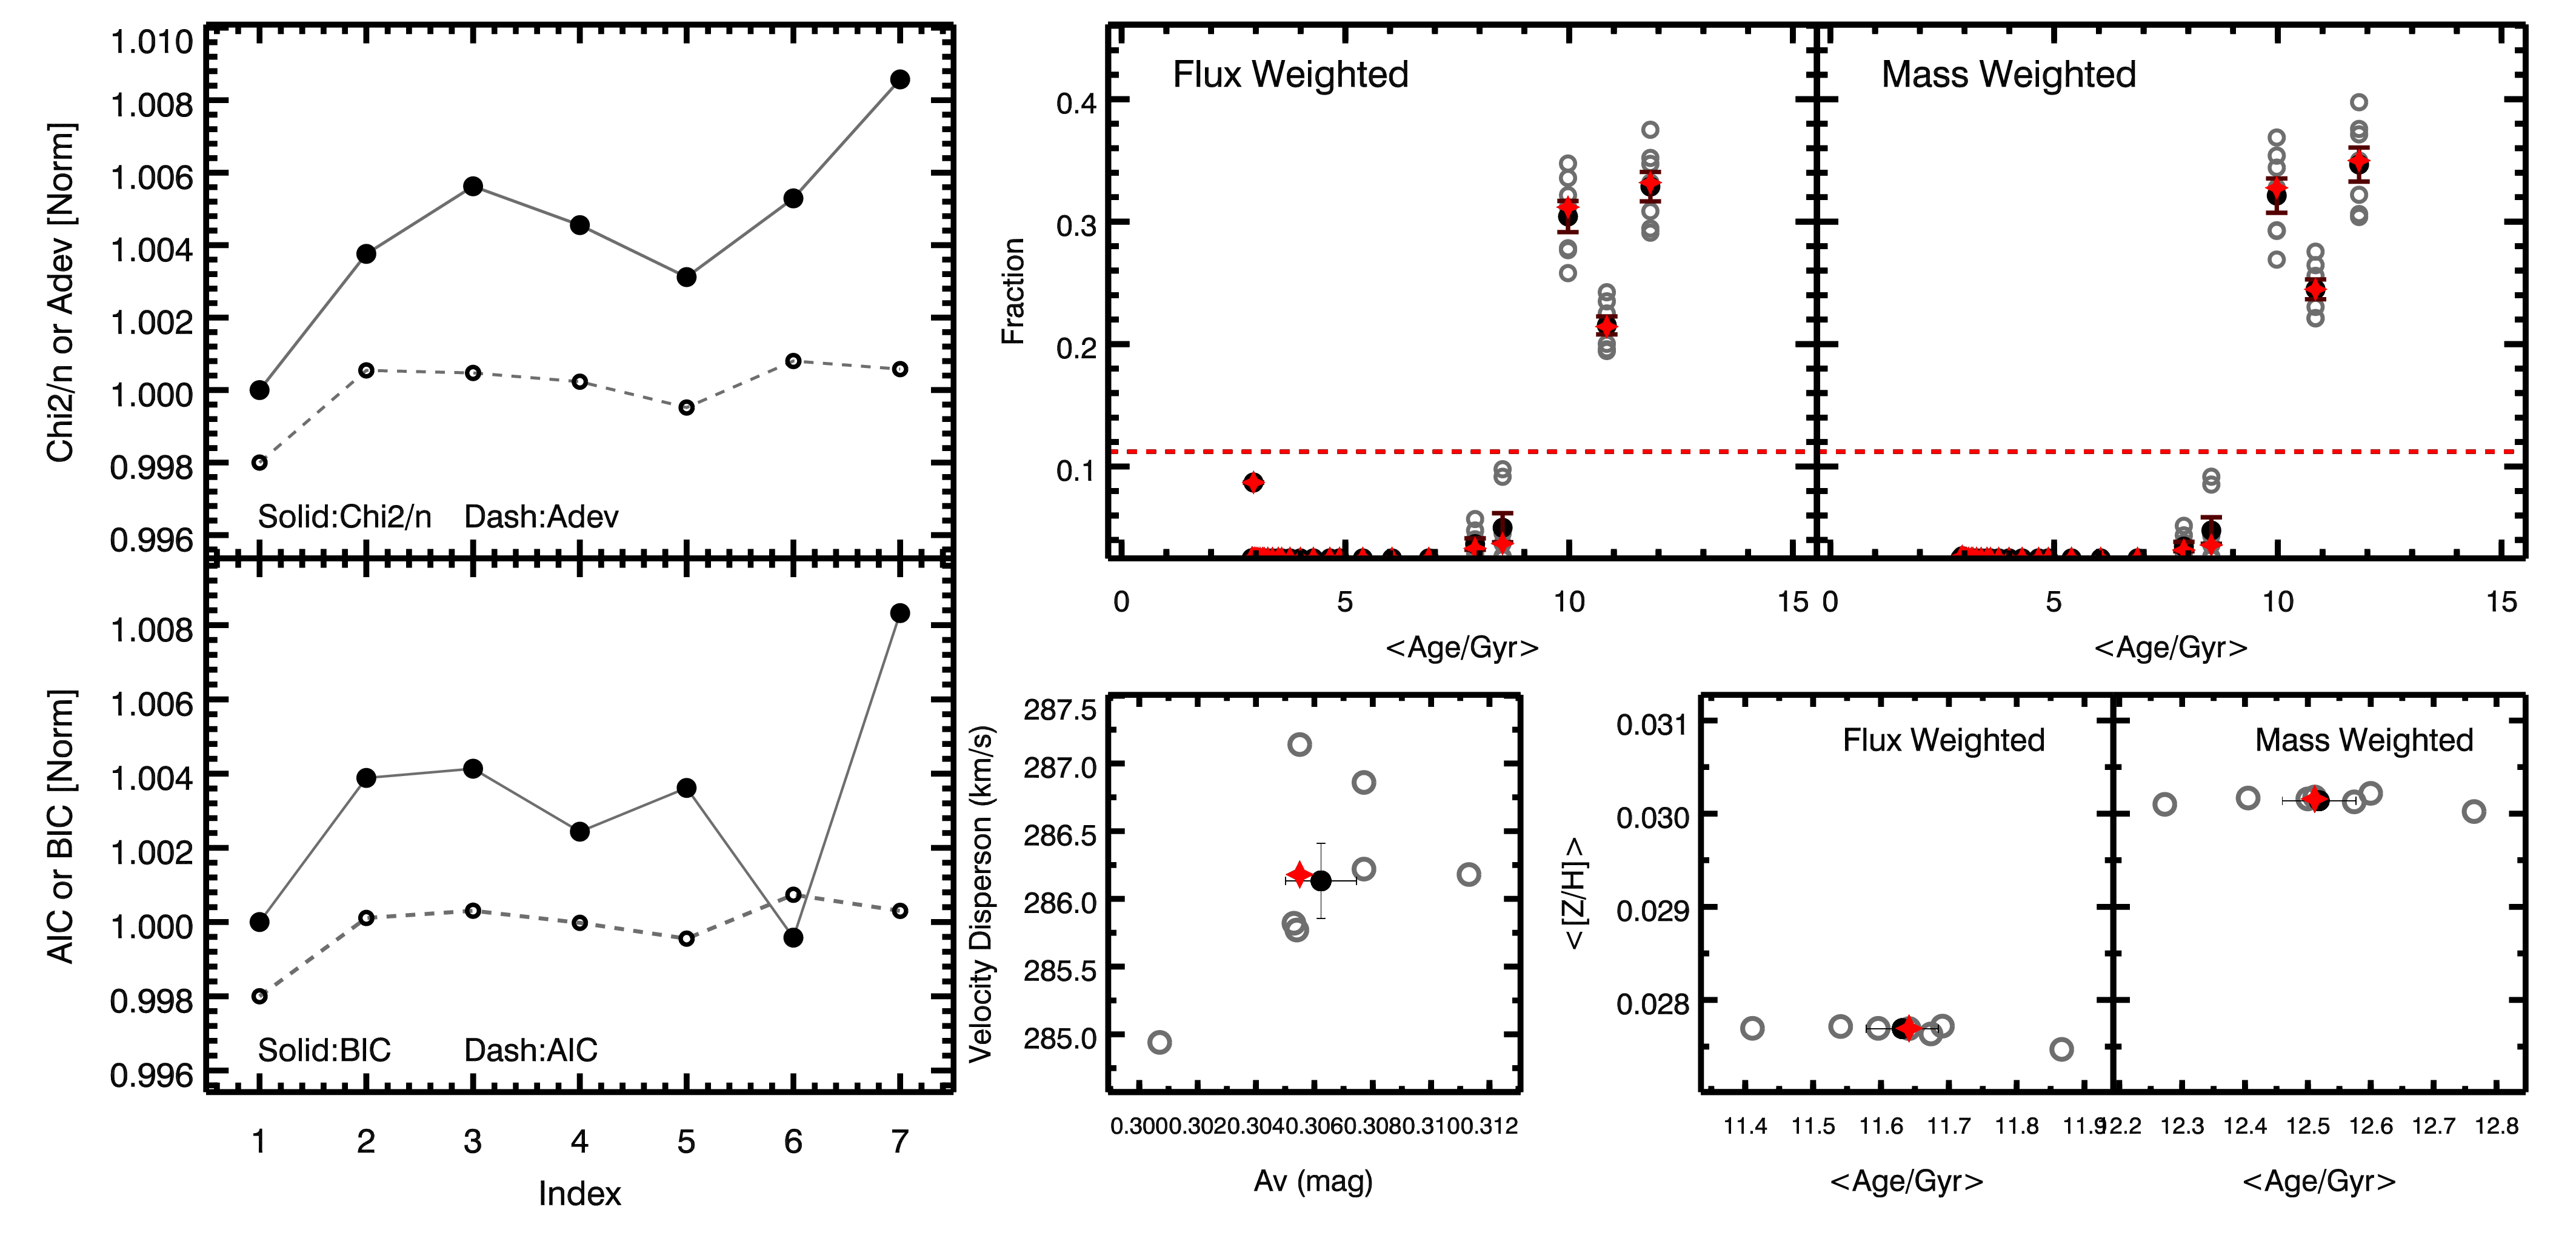 Chi2/n or Adev [Norm]
1.010
1.008
1.006
1.004
1.002
1.000
0.998
0.996
Solid:Chi2/n Dash:Adev
AIC or BIC [Norm]
1.008
1.006
1.004
1.002
1.000
0.998
0.996
Solid:BIC Dash:AIC
1 2 3 4 5 6 7
Index
Flux Weighted
Mass Weighted
Fraction
0.4
0.3
0.2
0.1
0 5 10 15
0 5 10 15
<Age/Gyr>
<Age/Gyr>
Velocity Disperson (km/s)
287.5
287.0
286.5
286.0
285.5
285.0
0.300 0.302 0.304 0.306 0.308 0.310 0.312
Av (mag)
<[Z/H]>
0.031
0.030
0.029
0.028
Flux Weighted
Mass Weighted
11.4 11.5 11.6 11.7 11.8 11.9
12.2 12.3 12.4 12.5 12.6 12.7 12.8
<Age/Gyr>
<Age/Gyr>